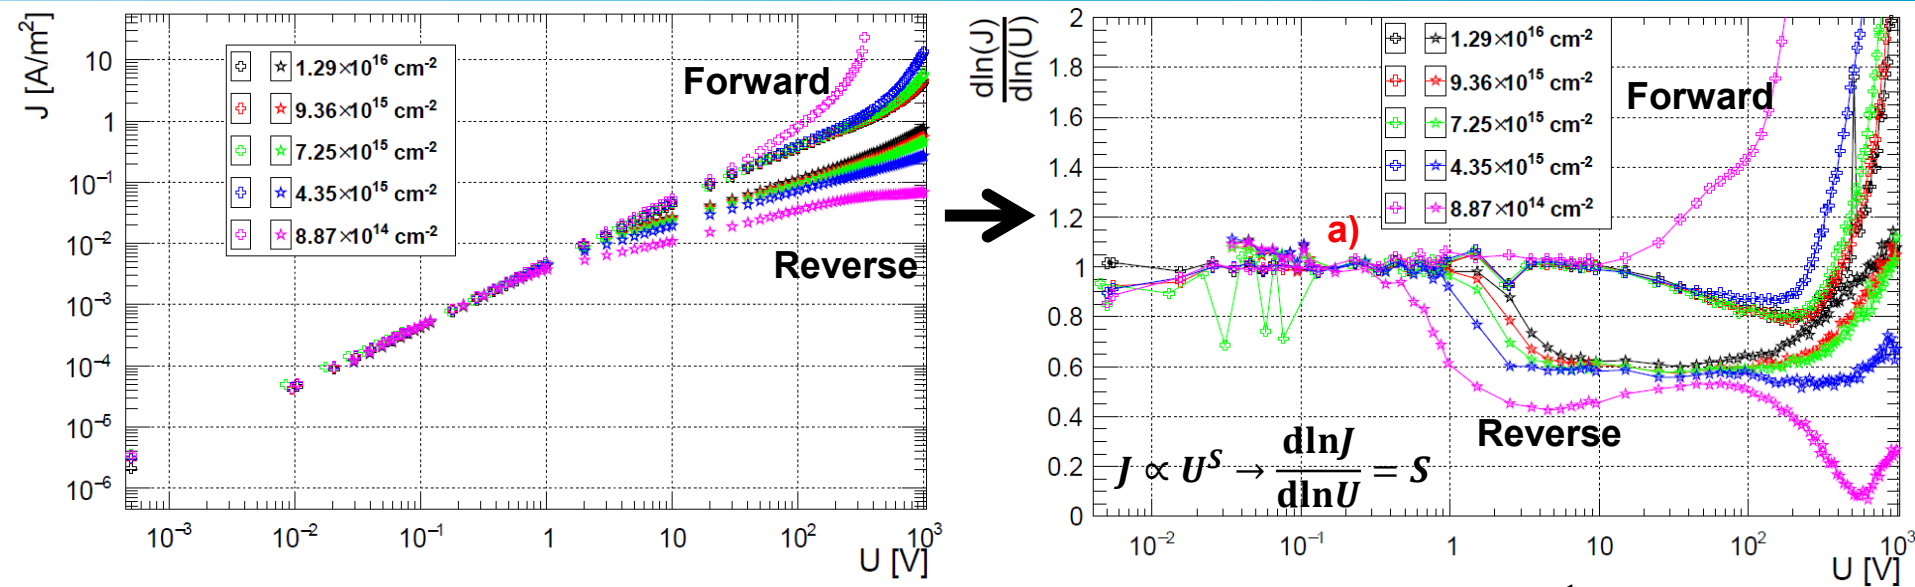 J [A/m²]
10
1
10⁻¹
10⁻²
10⁻³
10⁻⁴
10⁻⁵
10⁻⁶
1.29×10¹⁶ cm⁻²
9.36×10¹⁵ cm⁻²
7.25×10¹⁵ cm⁻²
4.35×10¹⁵ cm⁻²
8.87×10¹⁴ cm⁻²
Forward
Reverse
10⁻³ 10⁻² 10⁻¹ 1 10 10² 10³
U [V]
dln(J)
dln(U)
2
1.8
1.6
1.4
1.2
1
0.8
0.6
0.4
0.2
0
1.29×10¹⁶ cm⁻²
9.36×10¹⁵ cm⁻²
7.25×10¹⁵ cm⁻²
4.35×10¹⁵ cm⁻²
8.87×10¹⁴ cm⁻²
Forward
a)
Reverse
J ∝ Uˢ → dlnJ/dlnU = S
10⁻² 10⁻¹ 1 10 10² 10³
U [V]